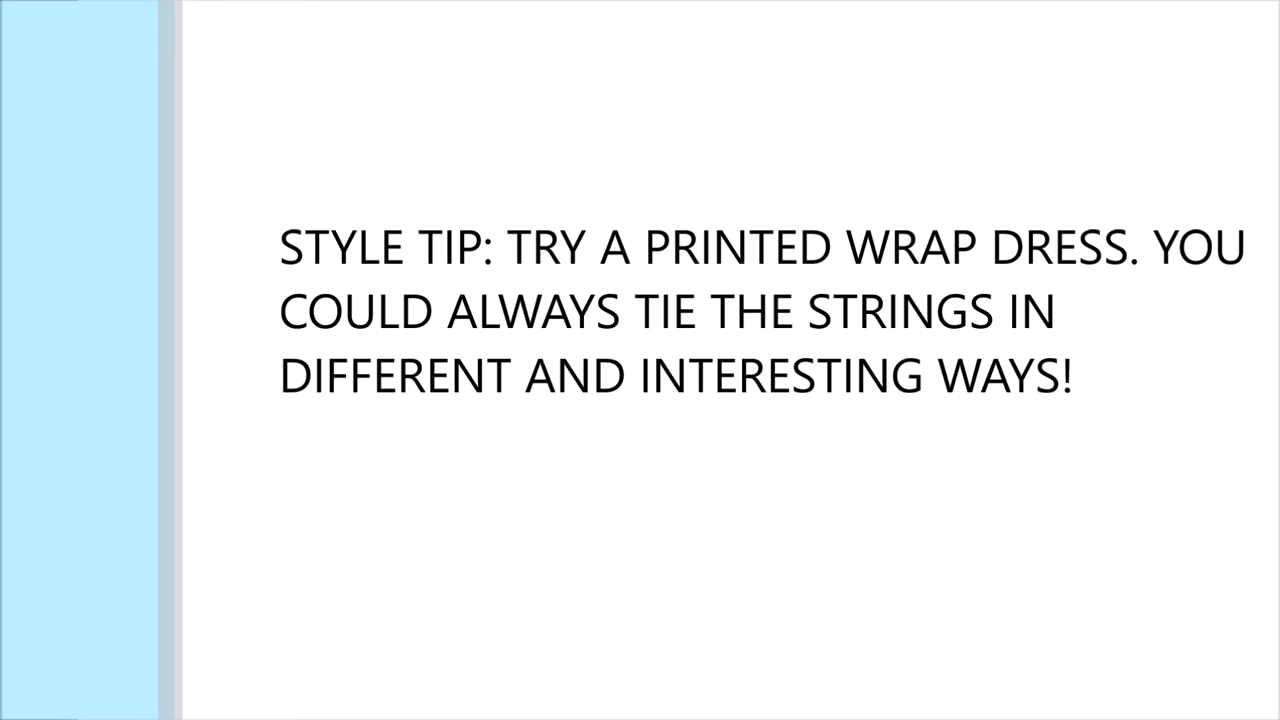 STYLE TIP: TRY A PRINTED WRAP DRESS. YOU
COULD ALWAYS TIE THE STRINGS IN
DIFFERENT AND INTERESTING WAYS!